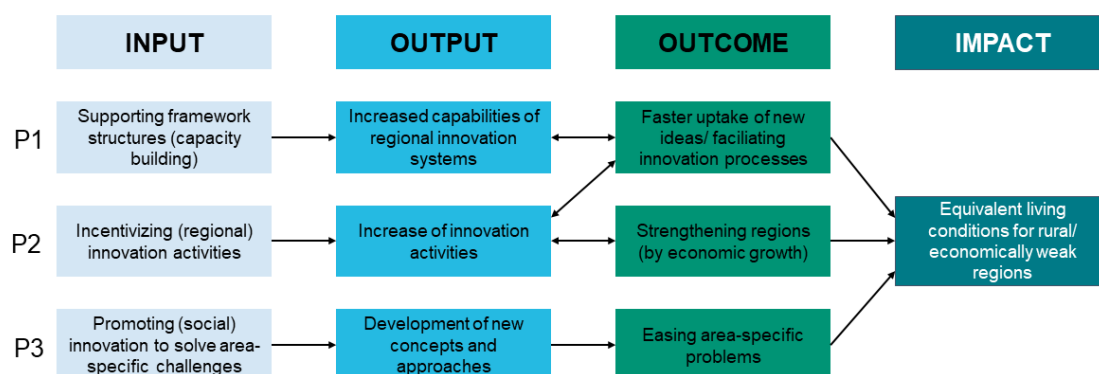 INPUT
OUTPUT
OUTCOME
IMPACT
P1
Supporting framework
structures (capacity
building)
Increased capabilities of
regional innovation
systems
Faster uptake of new
ideas/ faciliating
innovation processes
P2
Incentivizing (regional)
innovation activities
Increase of innovation
activities
Strengthening regions
(by economic growth)
Equivalent living
conditions for rural/
economically weak
regions
P3
Promoting (social)
innovation to solve area-
specific challenges
Development of new
concepts and
approaches
Easing area-specific
problems